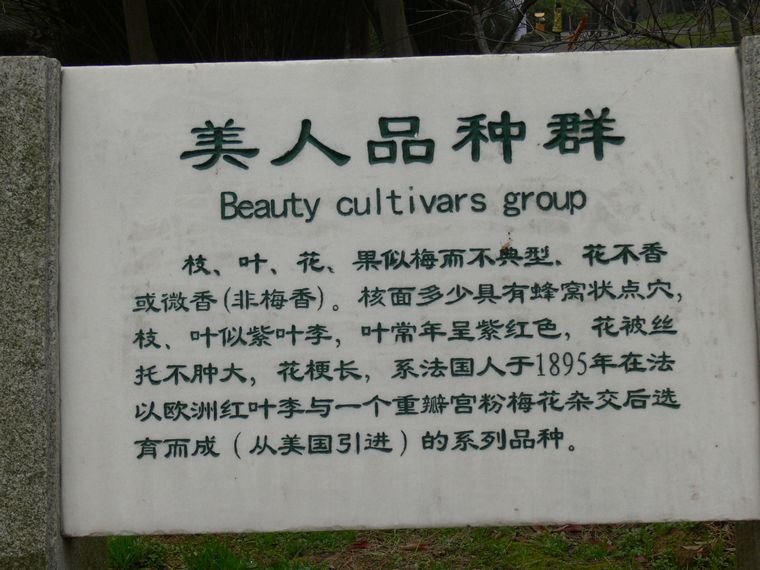 美人品种群
Beauty cultivars group
枝、叶、花、果似梅而不典型．花不香
或微香(非梅香)。核面多少具有蜂窝状点穴，
枝、叶似紫叶李，叶常年呈紫红色，花被丝
托不肿大，花梗长，系法国人于1895年在法
以欧洲红叶李与一个重瓣宫粉梅花杂交后选
育而成（从美国引进）的系列品种。